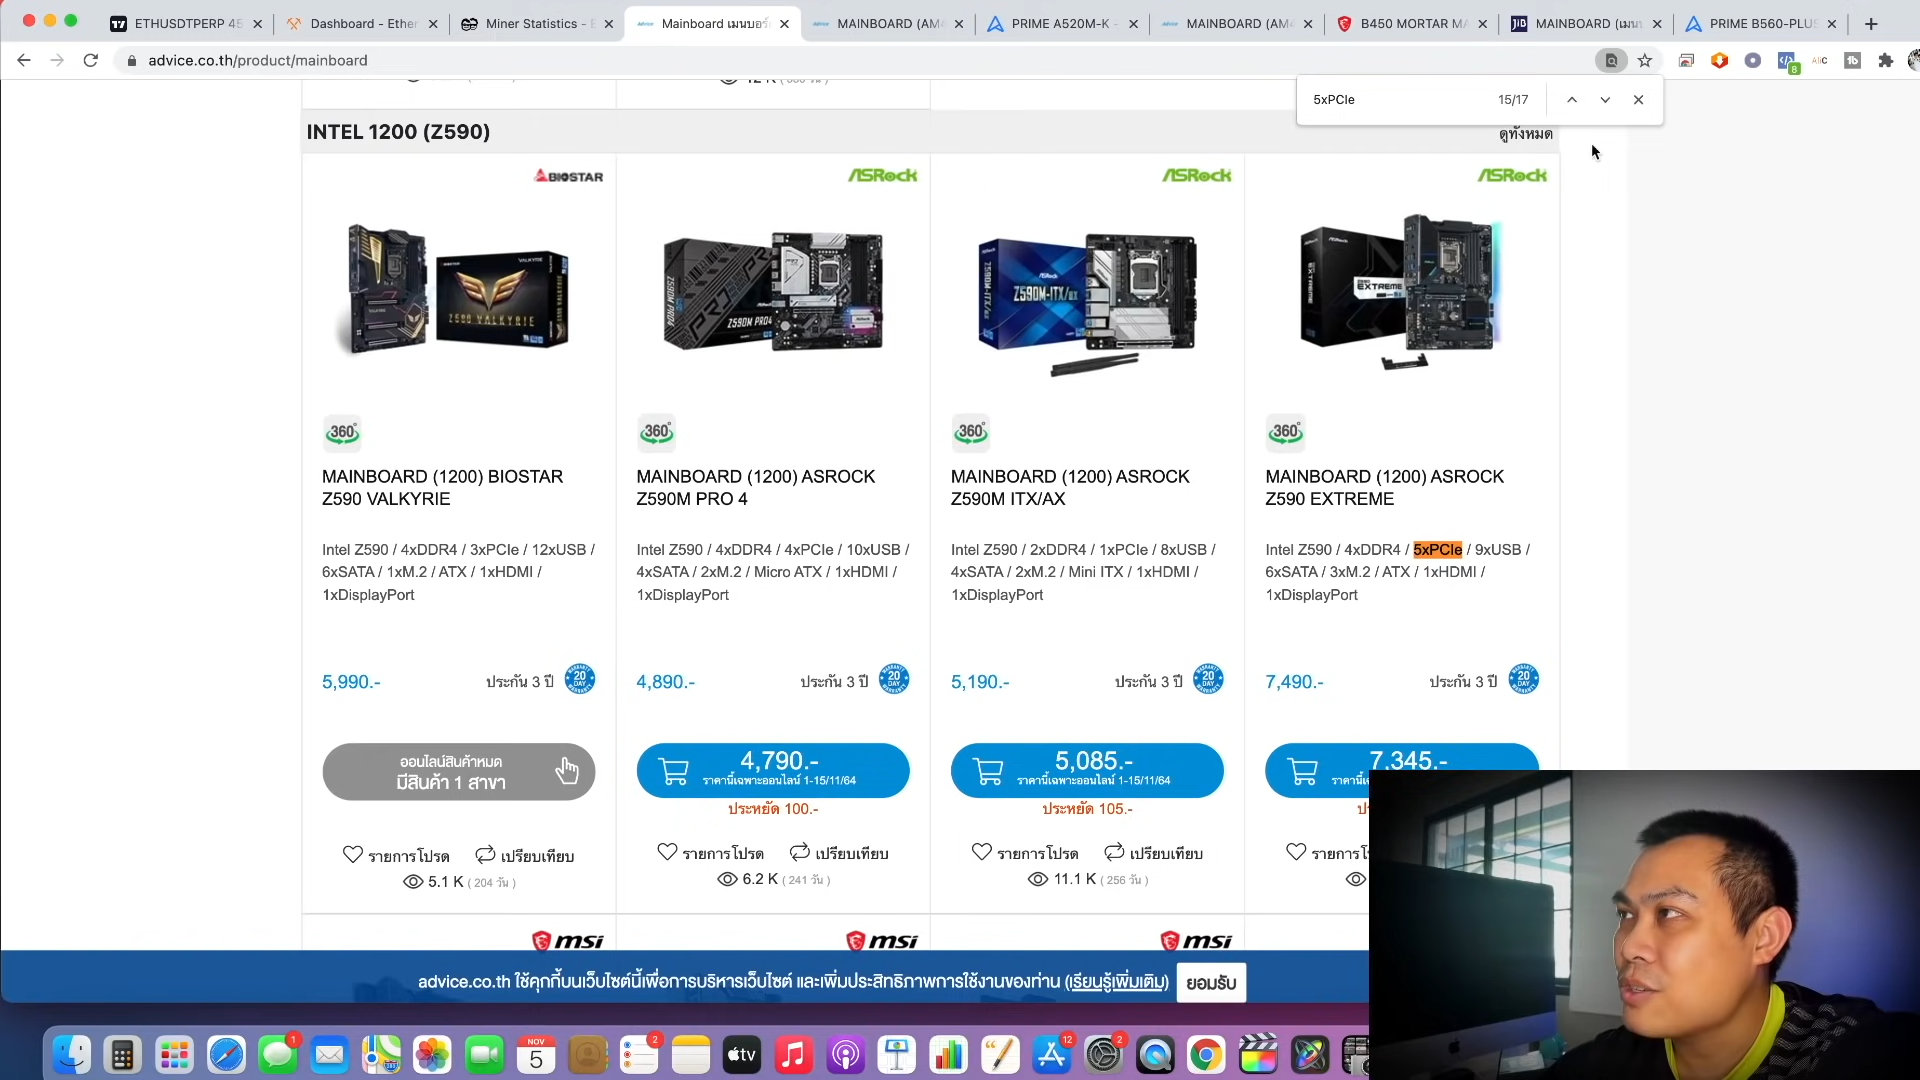 ETHUSDTPERP 45
Dashboard - Ether
Miner Statistics - E
Mainboard เมนบอร์
MAINBOARD (AM4
PRIME A520M-K -
MAINBOARD (AM4
B450 MORTAR MA
MAINBOARD (เมน
PRIME B560-PLUS
advice.co.th/product/mainboard
5xPCIe
15/17
INTEL 1200 (Z590)
ดูทั้งหมด
BIOSTAR
ASRock
ASRock
ASRock
360°
360°
360°
360°
MAINBOARD (1200) BIOSTAR
Z590 VALKYRIE
MAINBOARD (1200) ASROCK
Z590M PRO 4
MAINBOARD (1200) ASROCK
Z590M ITX/AX
MAINBOARD (1200) ASROCK
Z590 EXTREME
Intel Z590 / 4xDDR4 / 3xPCIe / 12xUSB /
6xSATA / 1xM.2 / ATX / 1xHDMI /
1xDisplayPort
Intel Z590 / 4xDDR4 / 4xPCIe / 10xUSB /
4xSATA / 2xM.2 / Micro ATX / 1xHDMI /
1xDisplayPort
Intel Z590 / 2xDDR4 / 1xPCIe / 8xUSB /
4xSATA / 2xM.2 / Mini ITX / 1xHDMI /
1xDisplayPort
Intel Z590 / 4xDDR4 / 5xPCIe / 9xUSB /
6xSATA / 3xM.2 / ATX / 1xHDMI /
1xDisplayPort
5,990.-
ประกัน 3 ปี
4,890.-
ประกัน 3 ปี
5,190.-
ประกัน 3 ปี
7,490.-
ประกัน 3 ปี
ออนไลน์สินค้าหมด
มีสินค้า 1 สาขา
4,790.-
ราคานี้เฉพาะออนไลน์ 1-15/11/64
5,085.-
ราคานี้เฉพาะออนไลน์ 1-15/11/64
7,345.-
ประหยัด 100.-
ประหยัด 105.-
รายการโปรด
เปรียบเทียบ
รายการโปรด
เปรียบเทียบ
รายการโปรด
เปรียบเทียบ
5.1 K ( 204 วัน )
6.2 K ( 241 วัน )
11.1 K ( 256 วัน )
msi
msi
msi
advice.co.th ใช้คุกกี้บนเว็บไซต์นี้เพื่อการบริหารเว็บไซต์ และเพิ่มประสิทธิภาพการใช้งานของท่าน (เรียนรู้เพิ่มเติม)
ยอมรับ
NOV
5
tv